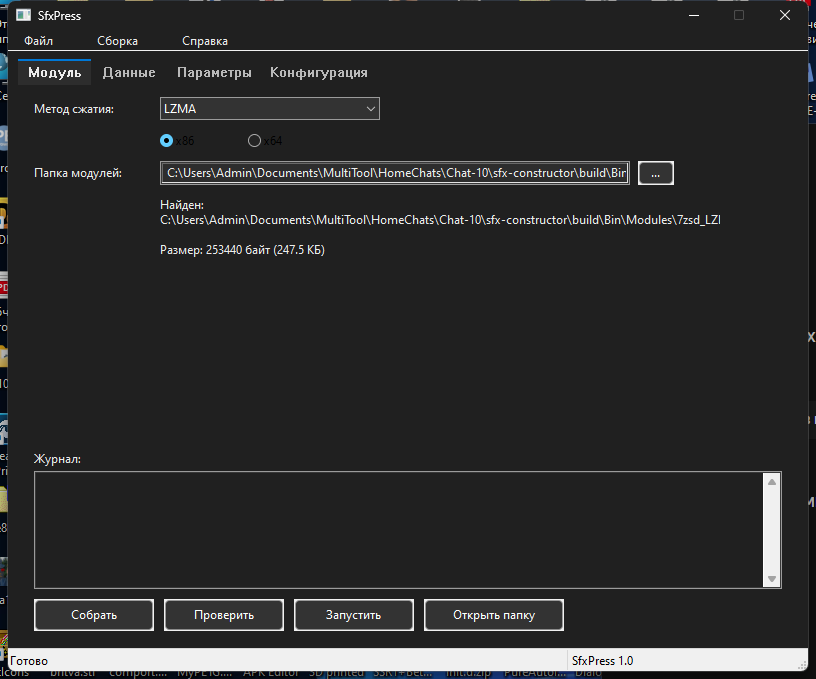 SfxPress
Файл Сборка Справка
Модуль Данные Параметры Конфигурация
Метод сжатия: LZMA
x86 x64
Папка модулей: C:\Users\Admin\Documents\MultiTool\HomeChats\Chat-10\sfx-constructor\build\Bin ...
Найден:
C:\Users\Admin\Documents\MultiTool\HomeChats\Chat-10\sfx-constructor\build\Bin\Modules\7zsd_LZI
Размер: 253440 байт (247.5 КБ)
Журнал:
Собрать Проверить Запустить Открыть папку
Готово SfxPress 1.0